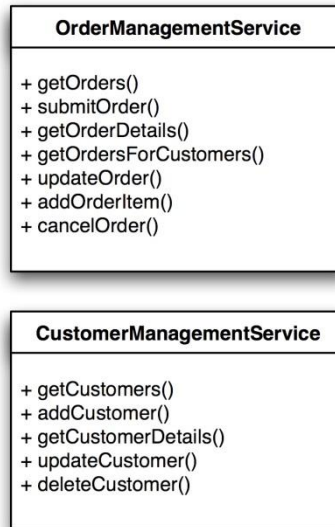 OrderManagementService
+ getOrders()
+ submitOrder()
+ getOrderDetails()
+ getOrdersForCustomers()
+ updateOrder()
+ addOrderItem()
+ cancelOrder()
CustomerManagementService
+ getCustomers()
+ addCustomer()
+ getCustomerDetails()
+ updateCustomer()
+ deleteCustomer()